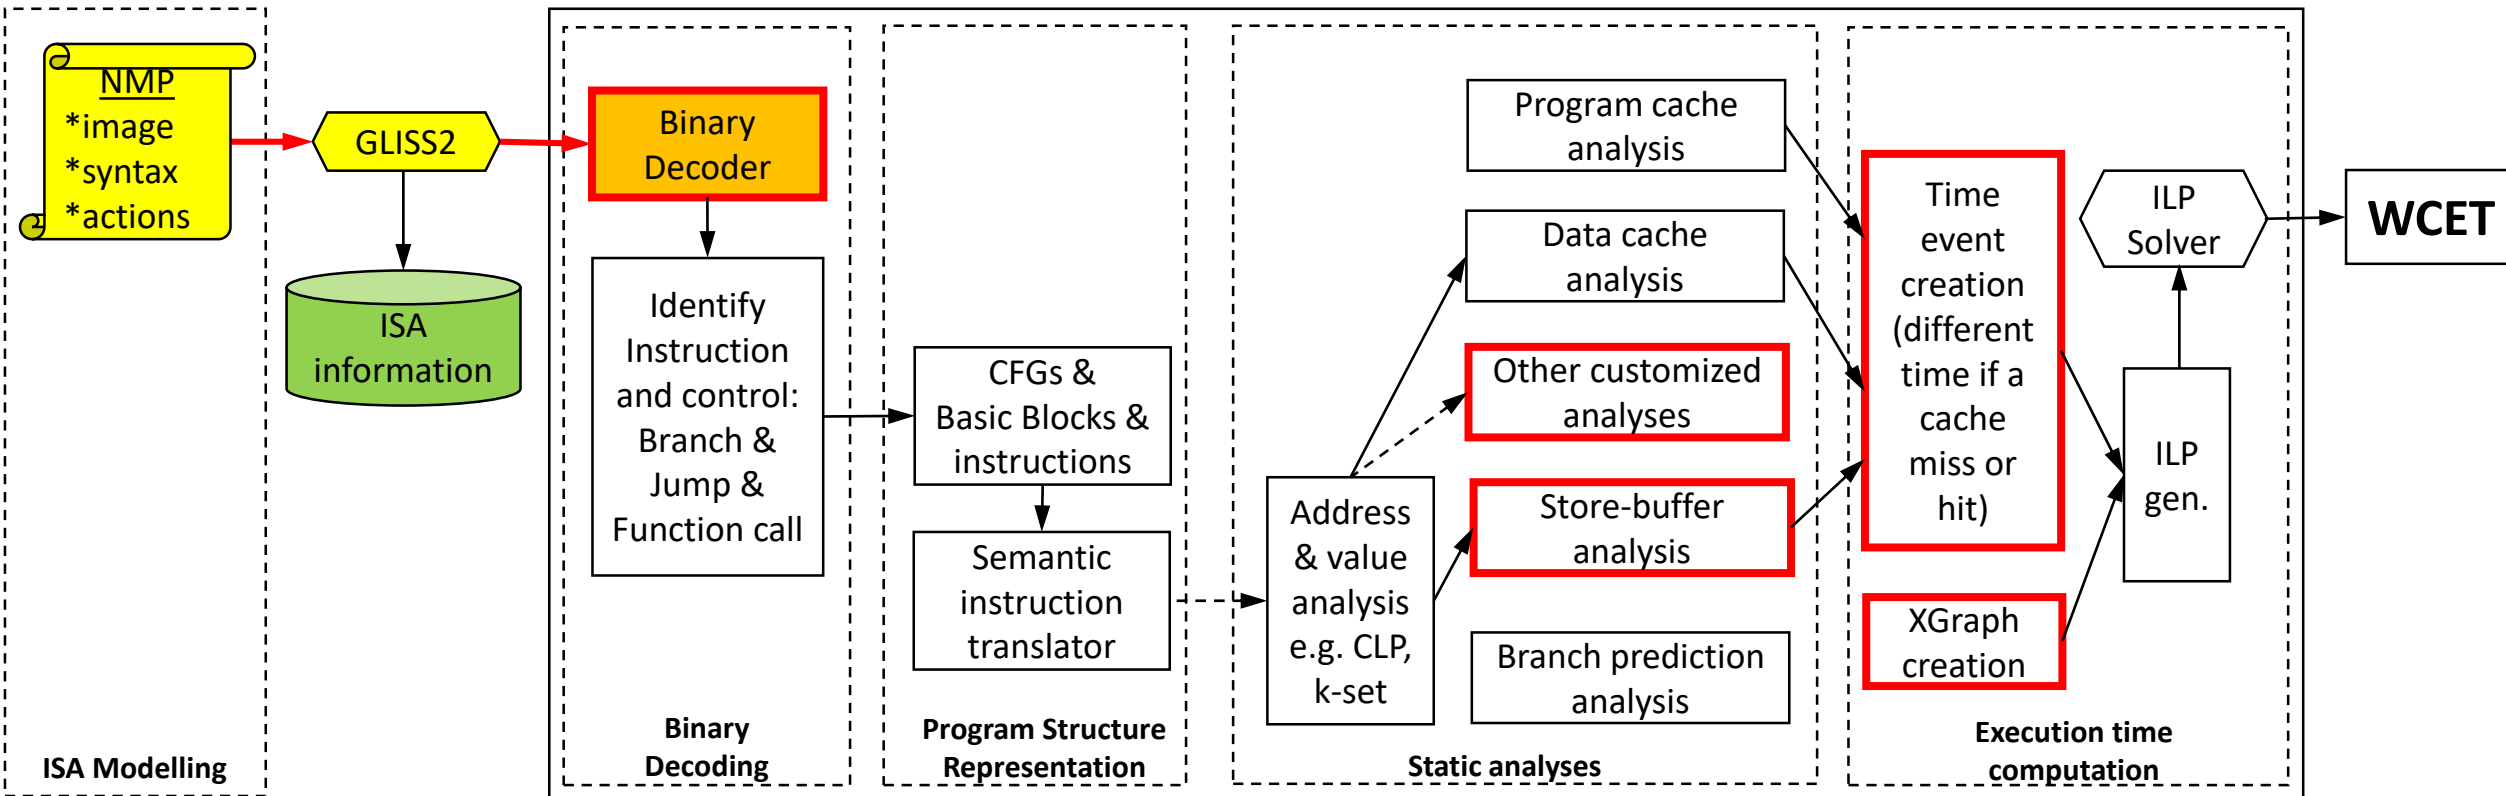 NMP
*image
*syntax
*actions
ISA Modelling
GLISS2
ISA
information
Binary
Decoder
Identify
Instruction
and control:
Branch &
Jump &
Function call
Binary
Decoding
CFGs &
Basic Blocks &
instructions
Semantic
instruction
translator
Program Structure
Representation
Address
& value
analysis
e.g. CLP,
k-set
Program cache
analysis
Data cache
analysis
Other customized
analyses
Store-buffer
analysis
Branch prediction
analysis
Static analyses
Time
event
creation
(different
time if a
cache
miss or
hit)
XGraph
creation
ILP
Solver
ILP
gen.
Execution time
computation
WCET